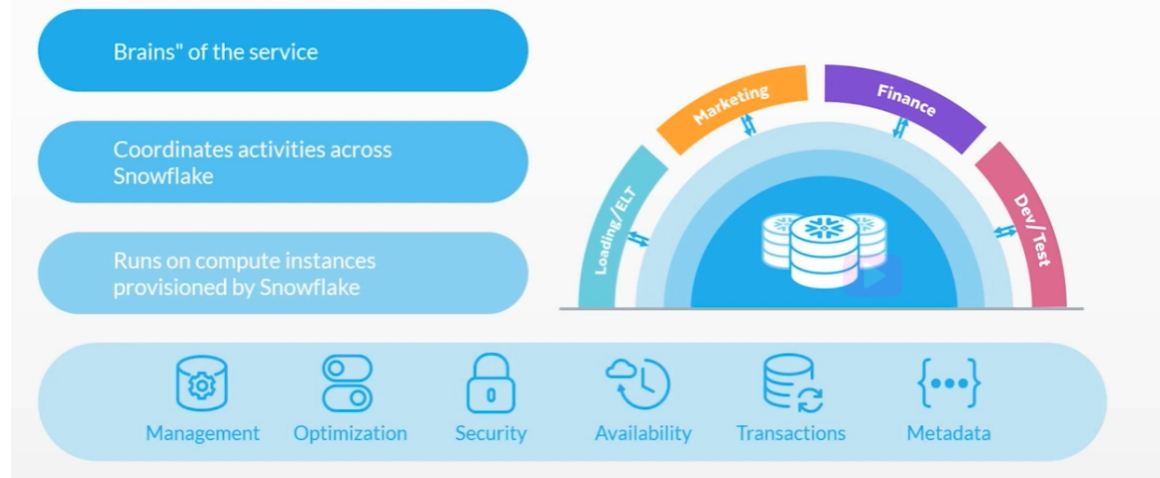 Brains" of the service
Coordinates activities across
Snowflake
Runs on compute instances
provisioned by Snowflake
Loading/ELT
Marketing
Finance
Dev/Test
Management
Optimization
Security
Availability
Transactions
Metadata